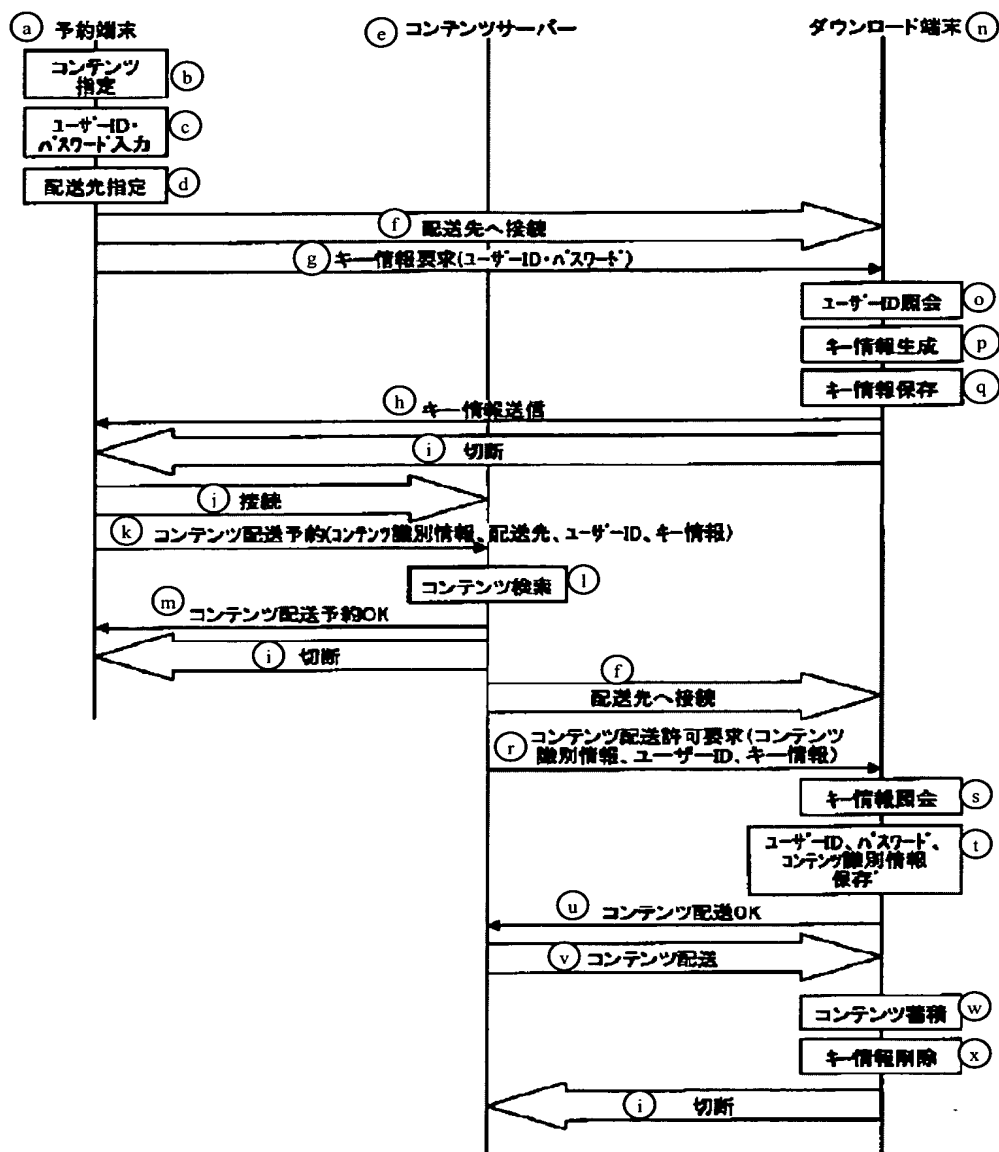 a 予約端末
e コンテンツサーバー
ダウンロード端末 n
コンテンツ
指定
b
ユーザーID・
パスワード入力
c
配送先指定 d
f 配送先へ接続
g キー情報要求(ユーザーID・パスワード)
ユーザーID照会 o
キー情報生成 p
キー情報保存 q
h キー情報送信
i 切断
j 接続
k コンテンツ配送予約(コンテンツ識別情報、配送先、ユーザーID、キー情報)
コンテンツ検索 l
m コンテンツ配送予約OK
i 切断
f
配送先へ接続
r コンテンツ配送許可要求(コンテンツ
識別情報、ユーザーID、キー情報)
キー情報照会 s
ユーザーID、パスワード、
コンテンツ識別情報
保存
t
u コンテンツ配送OK
v コンテンツ配送
コンテンツ蓄積 w
キー情報削除 x
i 切断